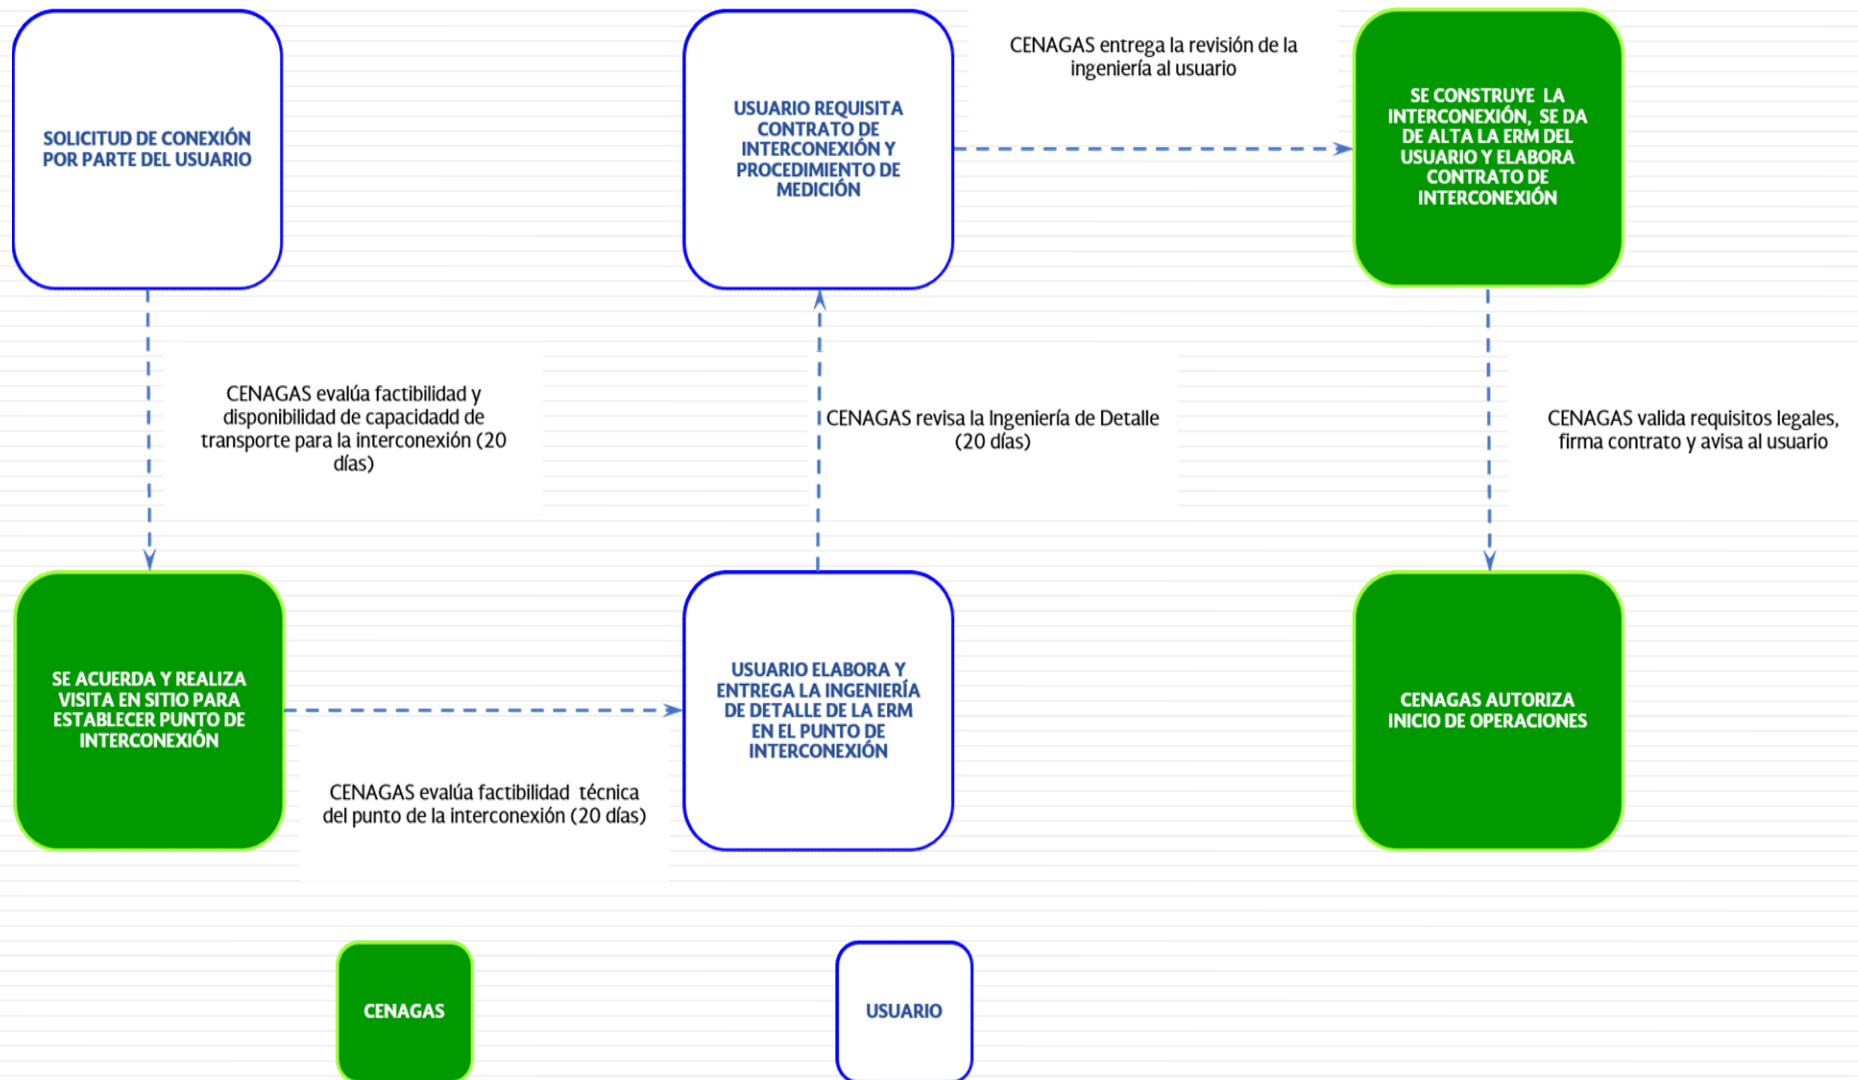 SOLICITUD DE CONEXIÓN
POR PARTE DEL USUARIO
CENAGAS evalúa factibilidad y
disponibilidad de capacidadd de
transporte para la interconexión (20
días)
SE ACUERDA Y REALIZA
VISITA EN SITIO PARA
ESTABLECER PUNTO DE
INTERCONEXIÓN
CENAGAS evalúa factibilidad técnica
del punto de la interconexión (20 días)
USUARIO ELABORA Y
ENTREGA LA INGENIERÍA
DE DETALLE DE LA ERM
EN EL PUNTO DE
INTERCONEXIÓN
CENAGAS revisa la Ingeniería de Detalle
(20 días)
USUARIO REQUISITA
CONTRATO DE
INTERCONEXIÓN Y
PROCEDIMIENTO DE
MEDICIÓN
CENAGAS entrega la revisión de la
ingeniería al usuario
SE CONSTRUYE LA
INTERCONEXIÓN, SE DA
DE ALTA LA ERM DEL
USUARIO Y ELABORA
CONTRATO DE
INTERCONEXIÓN
CENAGAS valida requisitos legales,
firma contrato y avisa al usuario
CENAGAS AUTORIZA
INICIO DE OPERACIONES
CENAGAS
USUARIO